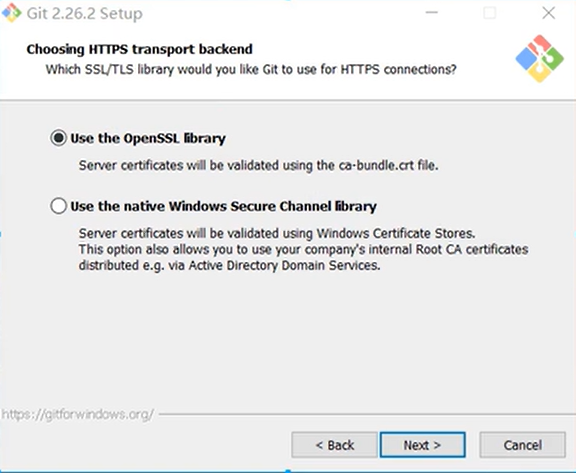 Git 2.26.2 Setup
Choosing HTTPS transport backend
Which SSL/TLS library would you like Git to use for HTTPS connections?
Use the OpenSSL library
Server certificates will be validated using the ca-bundle.crt file.
Use the native Windows Secure Channel library
Server certificates will be validated using Windows Certificate Stores.
This option also allows you to use your company's internal Root CA certificates
distributed e.g. via Active Directory Domain Services.
https://gitforwindows.org/
< Back
Next >
Cancel